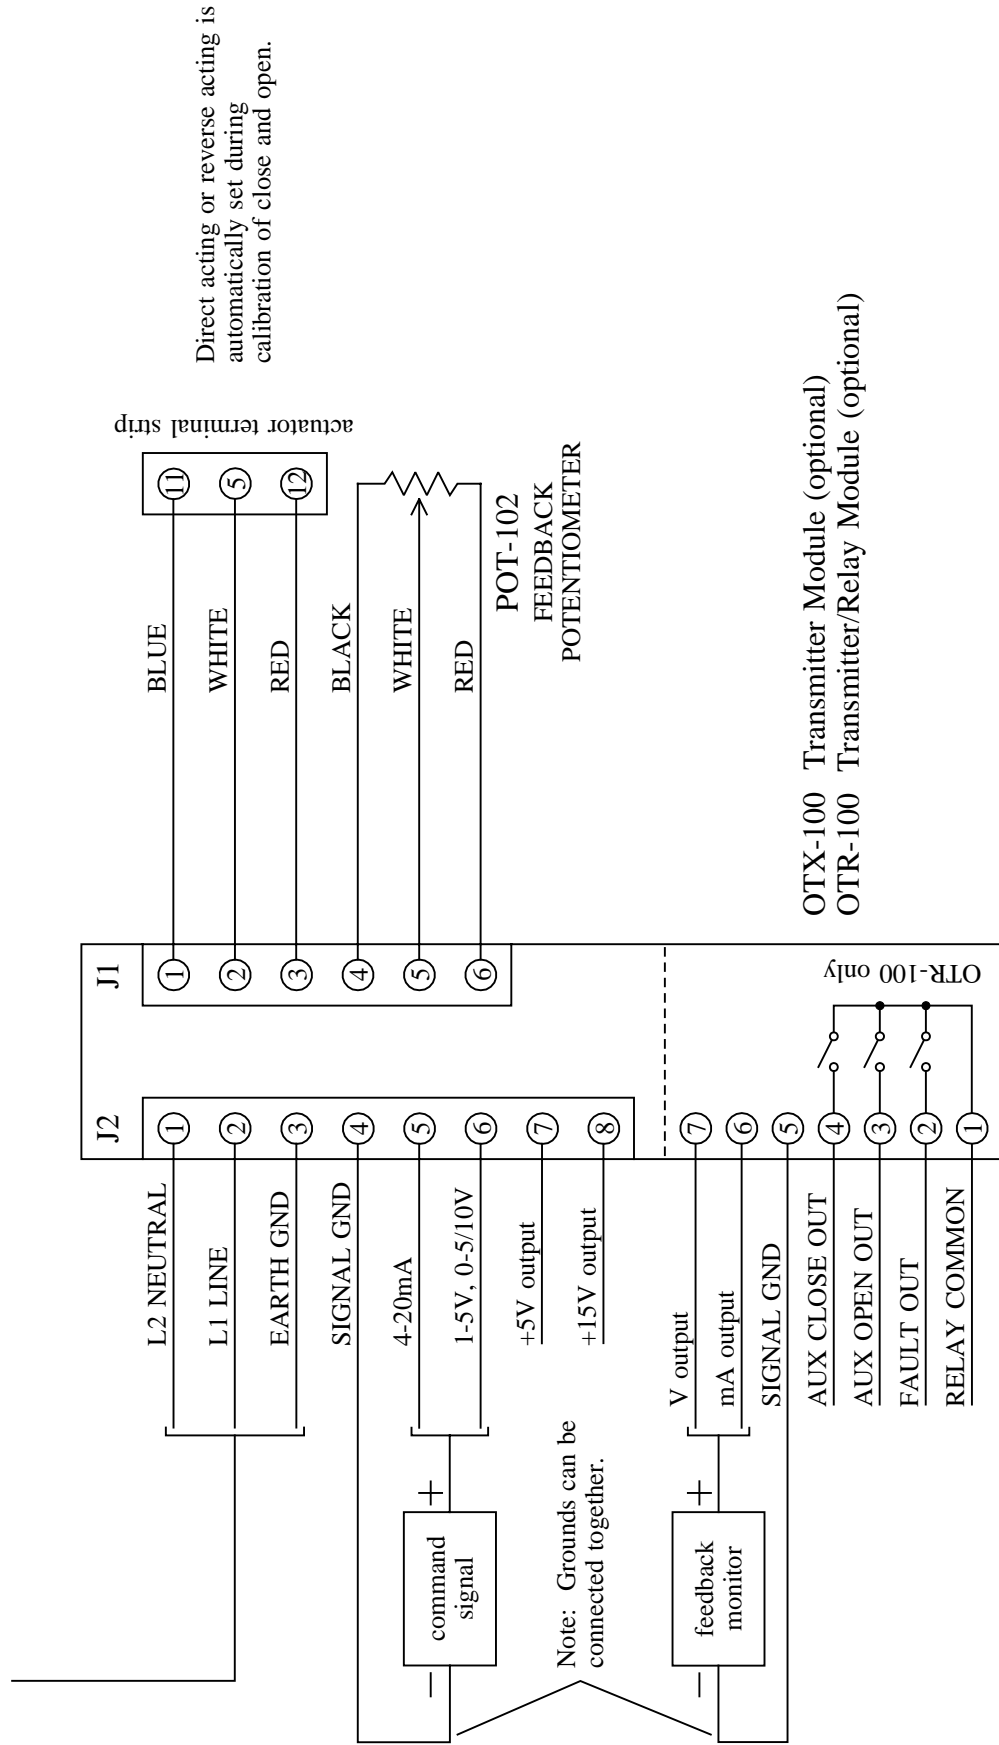 Direct acting or reverse acting is
automatically set during
calibration of close and open.
J2
J1
L2 NEUTRAL
1
1
BLUE
11
L1 LINE
2
2
WHITE
5
EARTH GND
3
3
RED
12
actuator terminal strip
SIGNAL GND
4
4
BLACK
4-20mA
5
5
WHITE
1-5V, 0-5/10V
6
6
RED
+5V output
7
+15V output
8
−
command
signal
+
POT-102
FEEDBACK
POTENTIOMETER
Note: Grounds can be
connected together.
V output
7
mA output
6
SIGNAL GND
5
AUX CLOSE OUT
4
AUX OPEN OUT
3
FAULT OUT
2
RELAY COMMON
1
−
feedback
monitor
+
OTR-100 only
OTX-100 Transmitter Module (optional)
OTR-100 Transmitter/Relay Module (optional)